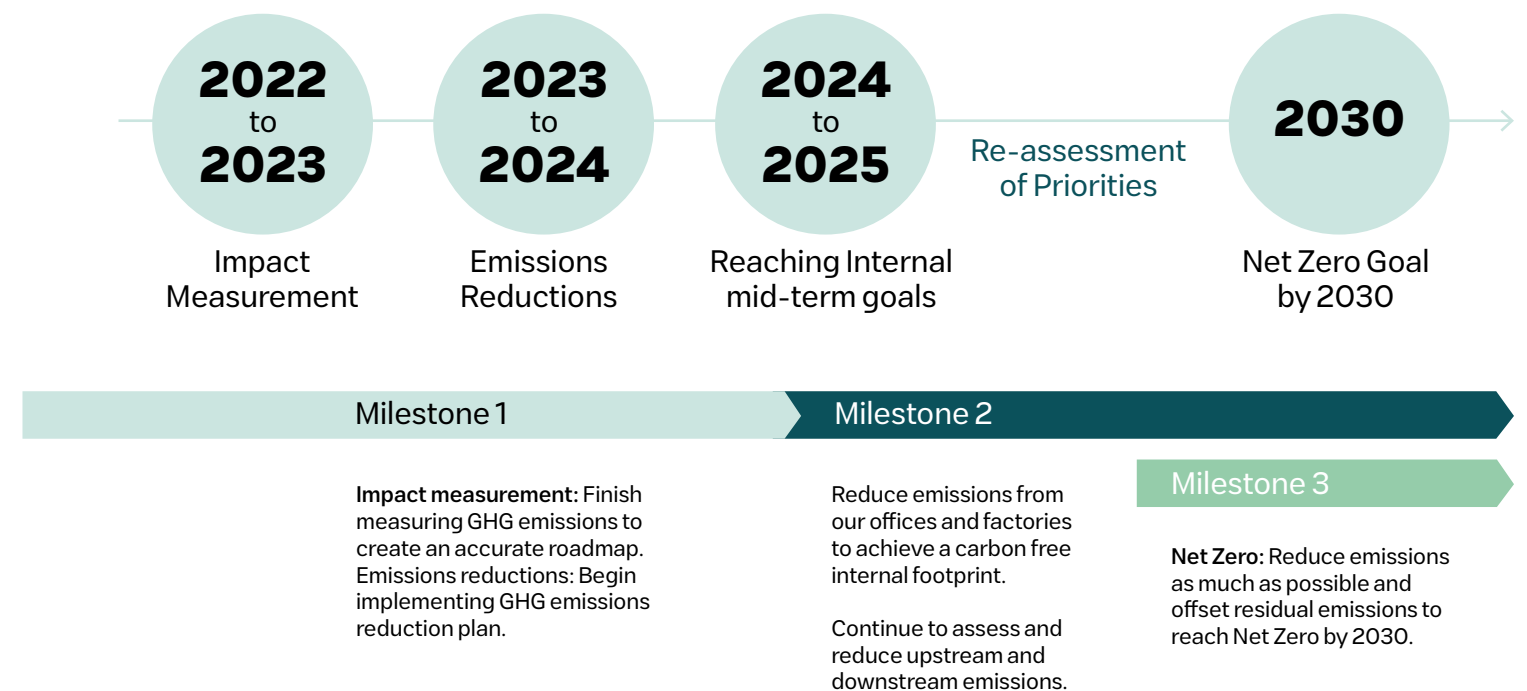 2022
to
2023
2023
to
2024
2024
to
2025
Re-assessment
of Priorities
2030
Impact
Measurement
Emissions
Reductions
Reaching Internal
mid-term goals
Net Zero Goal
by 2030
Milestone 1
Milestone 2
Milestone 3
Impact measurement: Finish
measuring GHG emissions to
create an accurate roadmap.
Emissions reductions: Begin
implementing GHG emissions
reduction plan.
Reduce emissions from
our offices and factories
to achieve a carbon free
internal footprint.
Continue to assess and
reduce upstream and
downstream emissions.
Net Zero: Reduce emissions
as much as possible and
offset residual emissions to
reach Net Zero by 2030.